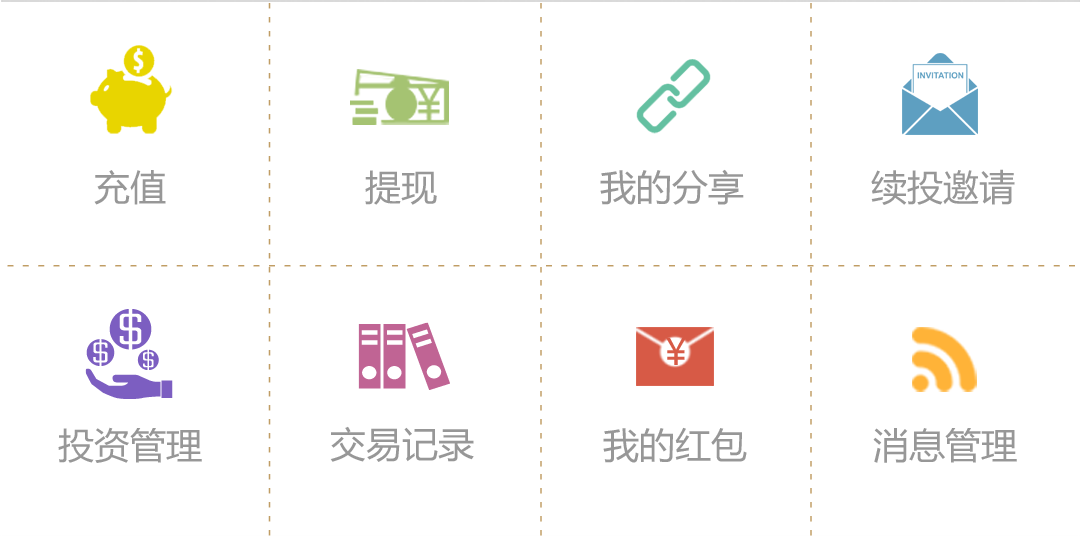 INVITATION
充值
提现
我的分享
续投邀请
投资管理
交易记录
我的红包
消息管理